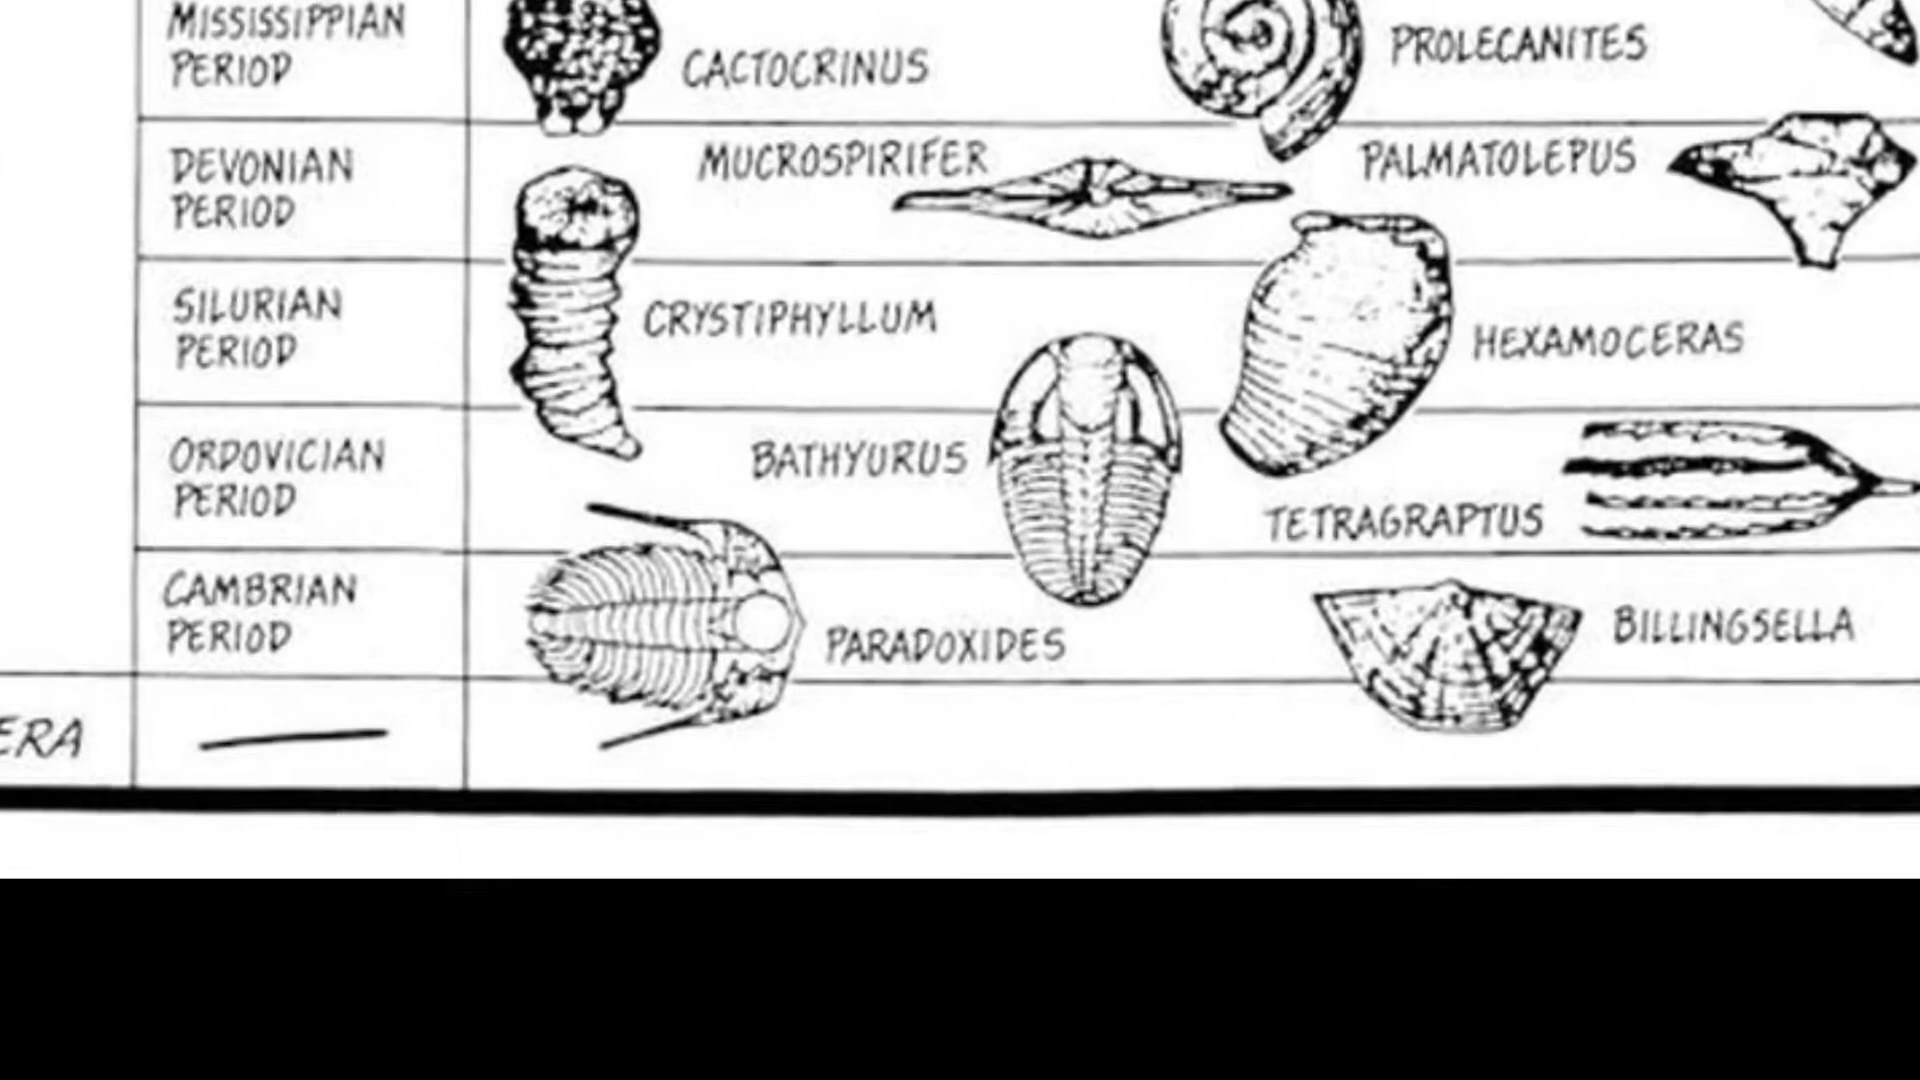 MISSISSIPPIAN
PERIOD
CACTOCRINUS
PROLECANITES
DEVONIAN
PERIOD
MUCROSPIRIFER
PALMATOLEPUS
SILURIAN
PERIOD
CRYSTIPHYLLUM
HEXAMOCERAS
ORDOVICIAN
PERIOD
BATHYURUS
TETRAGRAPTUS
CAMBRIAN
PERIOD
PARADOXIDES
BILLINGSELLA
ERA